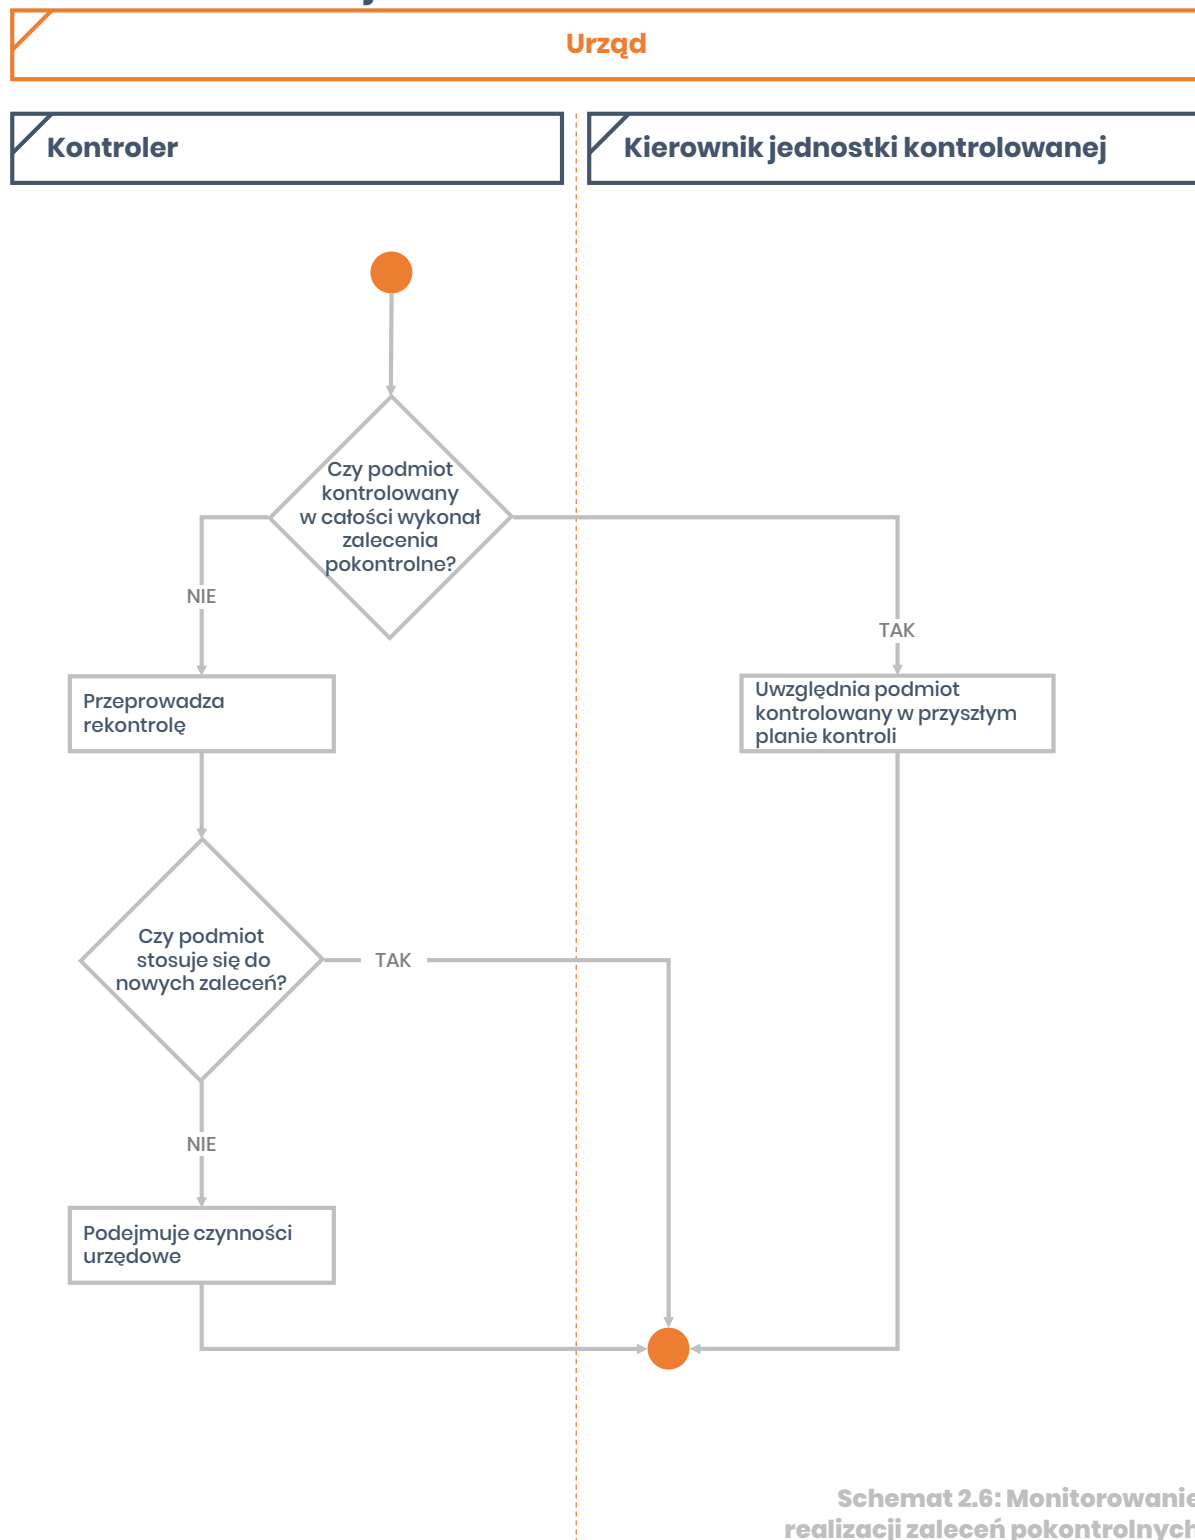 Urząd
Kontroler
Kierownik jednostki kontrolowanej
Czy podmiot
kontrolowany
w całości wykonał
zalecenia
pokontrolne?
NIE
TAK
Przeprowadza
rekontrolę
Uwzględnia podmiot
kontrolowany w przyszłym
planie kontroli
Czy podmiot
stosuje się do
nowych zaleceń?
TAK
NIE
Podejmuje czynności
urzędowe
Schemat 2.6: Monitorowanie
realizacji zaleceń pokontrolnych